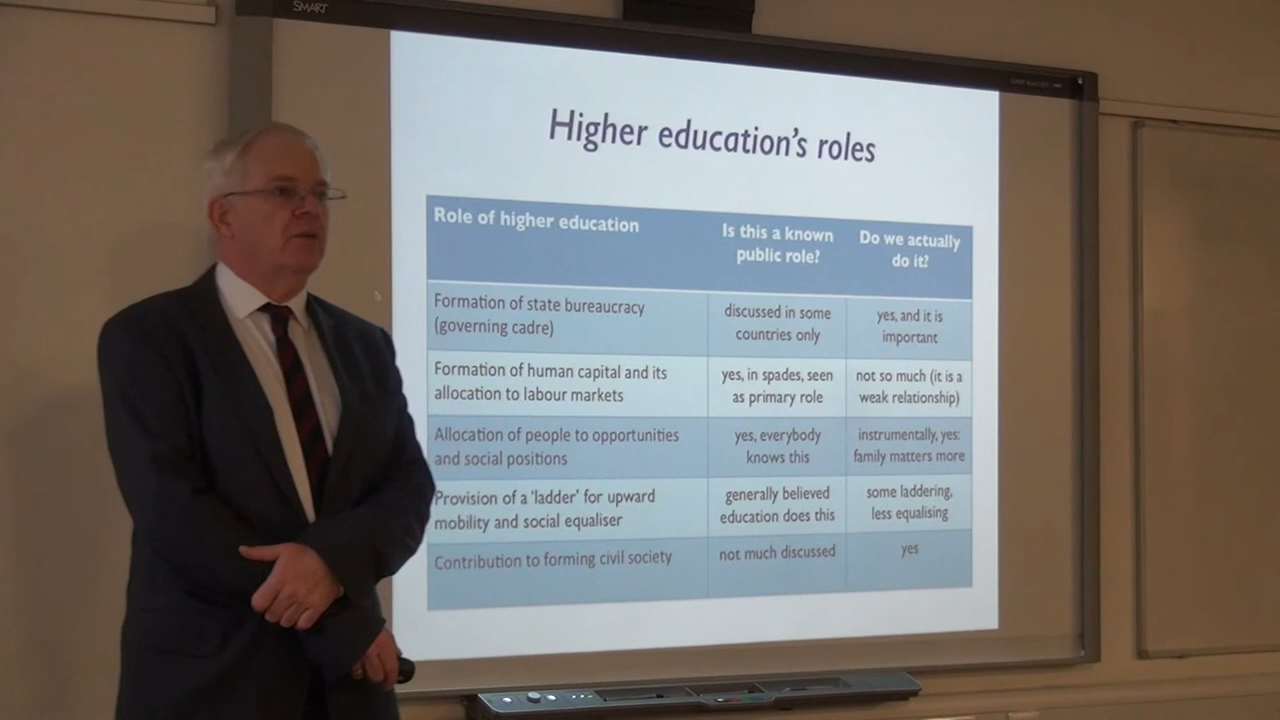 SMART
Higher education's roles
Role of higher education
Is this a known
public role?
Do we actually
do it?
Formation of state bureaucracy
(governing cadre)
discussed in some
countries only
yes, and it is
important
Formation of human capital and its
allocation to labour markets
yes, in spades, seen
as primary role
not so much (it is a
weak relationship)
Allocation of people to opportunities
and social positions
yes, everybody
knows this
instrumentally, yes:
family matters more
Provision of a 'ladder' for upward
mobility and social equaliser
generally believed
education does this
some laddering,
less equalising
Contribution to forming civil society
not much discussed
yes